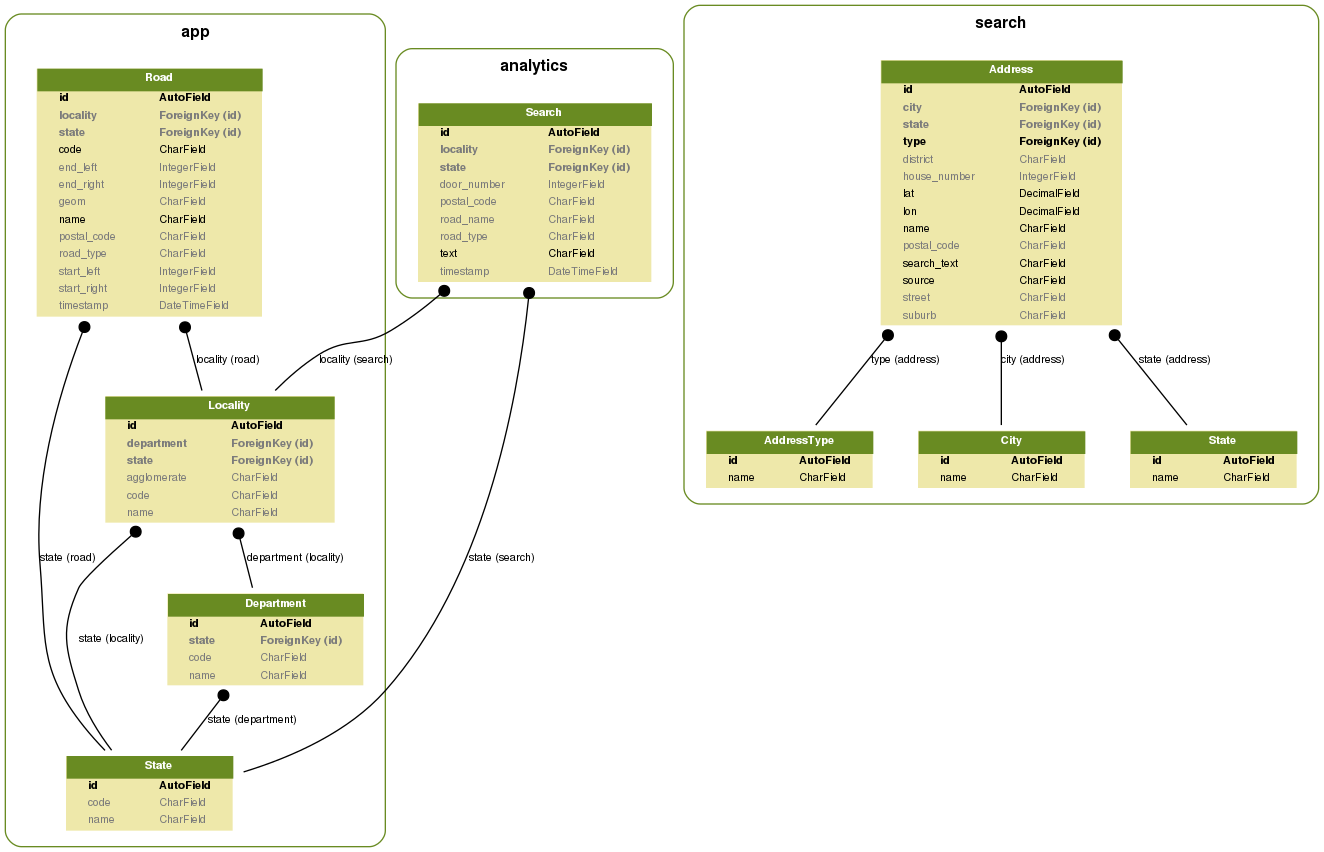 app
Road
id AutoField
locality ForeignKey (id)
state ForeignKey (id)
code CharField
end_left IntegerField
end_right IntegerField
geom CharField
name CharField
postal_code CharField
road_type CharField
start_left IntegerField
start_right IntegerField
timestamp DateTimeField
locality (road)
Locality
id AutoField
department ForeignKey (id)
state ForeignKey (id)
agglomerate CharField
code CharField
name CharField
state (road)
department (locality)
state (locality)
Department
id AutoField
state ForeignKey (id)
code CharField
name CharField
state (department)
State
id AutoField
code CharField
name CharField
analytics
Search
id AutoField
locality ForeignKey (id)
state ForeignKey (id)
door_number IntegerField
postal_code CharField
road_name CharField
road_type CharField
text CharField
timestamp DateTimeField
locality (search)
state (search)
search
Address
id AutoField
city ForeignKey (id)
state ForeignKey (id)
type ForeignKey (id)
district CharField
house_number IntegerField
lat DecimalField
lon DecimalField
name CharField
postal_code CharField
search_text CharField
source CharField
street CharField
suburb CharField
type (address)
city (address)
state (address)
AddressType
id AutoField
name CharField
City
id AutoField
name CharField
State
id AutoField
name CharField